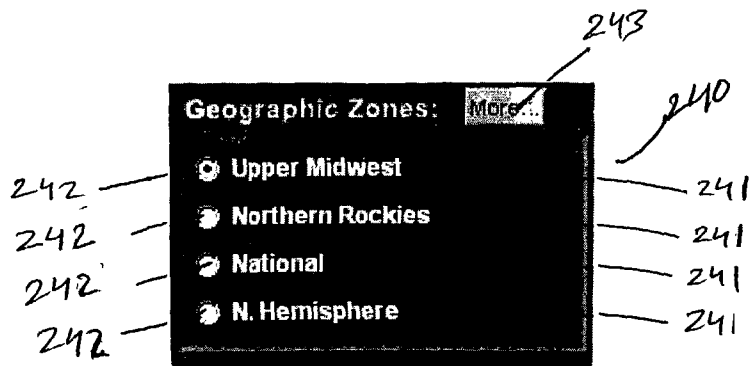 243
Geographic Zones: More...
240
242 Upper Midwest 241
242 Northern Rockies 241
242 National 241
242 N. Hemisphere 241